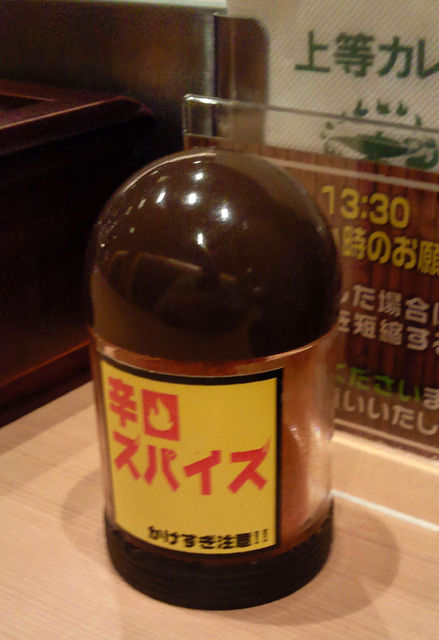 上等カレ
13:30
時のお願
た場合
を短縮す
ださいま
いいたし
辛口
スパイス
かけすぎ注意!!